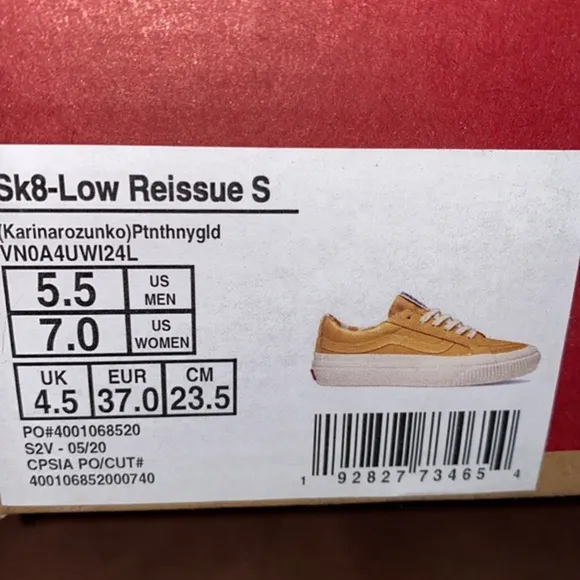 Sk8-Low Reissue S
(Karinarozunko)Ptnthnygld
VN0A4UWI24L
5.5 US MEN
7.0 US WOMEN
UK EUR CM
4.5 37.0 23.5
PO#4001068520
S2V - 05/20
CPSIA PO/CUT#
400106852000740
1 92827 73465 4